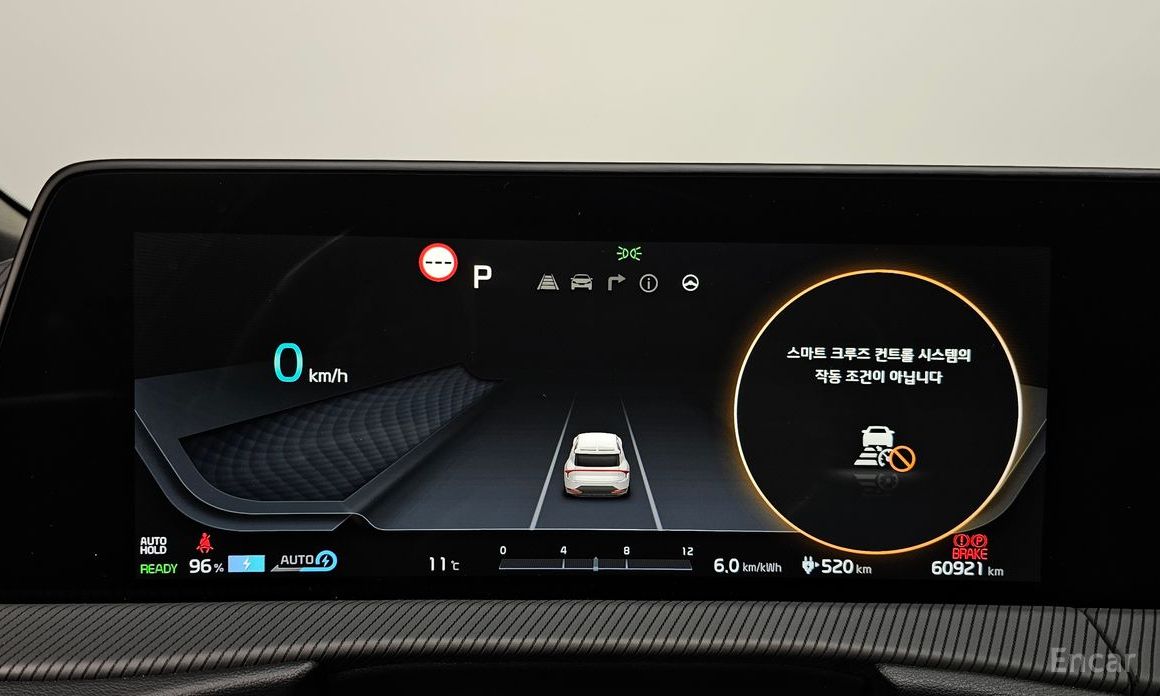 ---
P
0 km/h
스마트 크루즈 컨트롤 시스템의
작동 조건이 아닙니다
AUTO
HOLD
READY
96 %
AUTO
11 ℃
0 4 8 12
6.0 km/kWh
520 km
P
BRAKE
60921 km
Encar